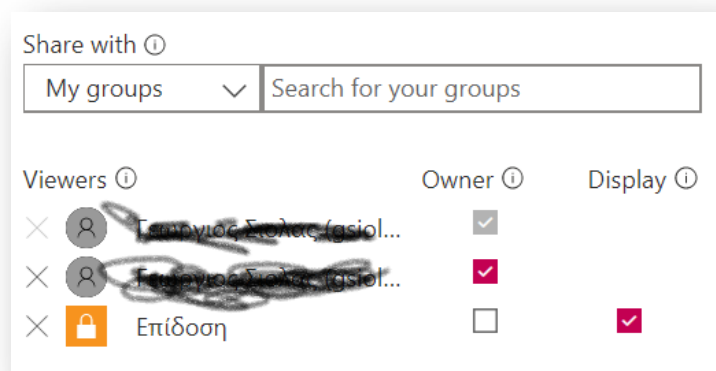 Share with
My groups
Search for your groups
Viewers Owner Display
Επίδοση